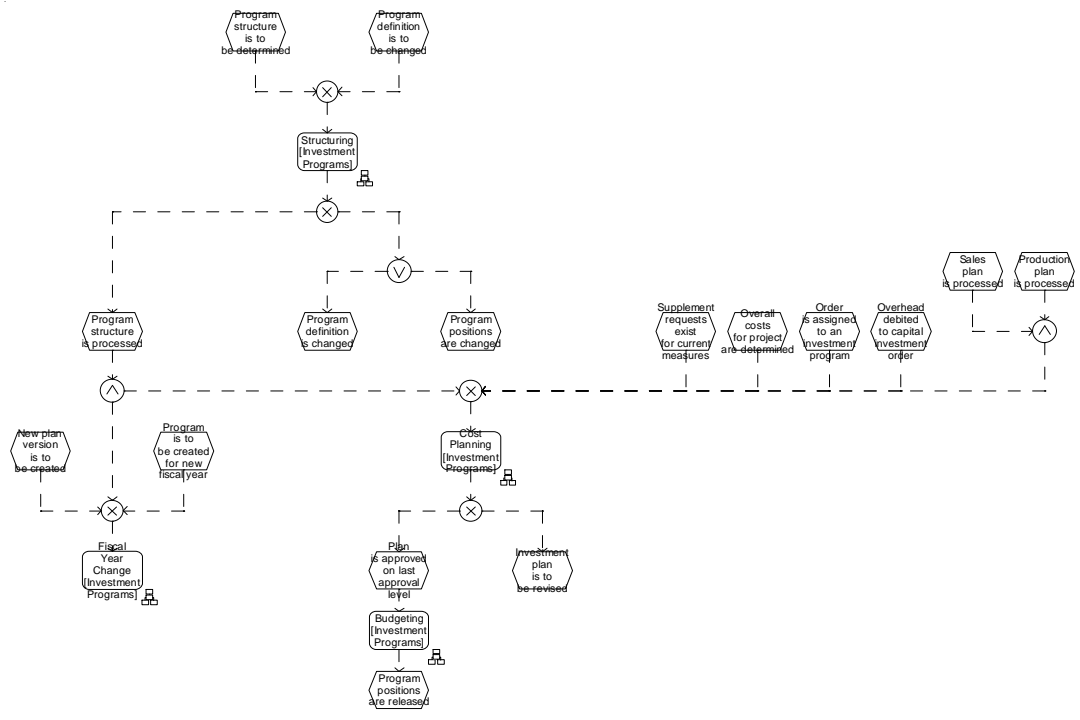 Program
structure
is to
be determined
Program
definition
is to
be changed
Structuring
[Investment
Programs]
Sales
plan
is processed
Production
plan
is processed
Program
structure
is processed
Program
definition
is changed
Program
positions
are changed
Supplement
requests
exist
for current
measures
Overall
costs
for project
are determined
Order
is assigned
to an
investment
program
Overhead
debited
to capital
investment
order
New plan
version
is to
be created
Program
is to
be created
for new
fiscal year
Cost
Planning
[Investment
Programs]
Fiscal
Year
Change
[Investment
Programs]
Plan
is approved
on last
approval
level
Investment
plan
is to
be revised
Budgeting
[Investment
Programs]
Program
positions
are released